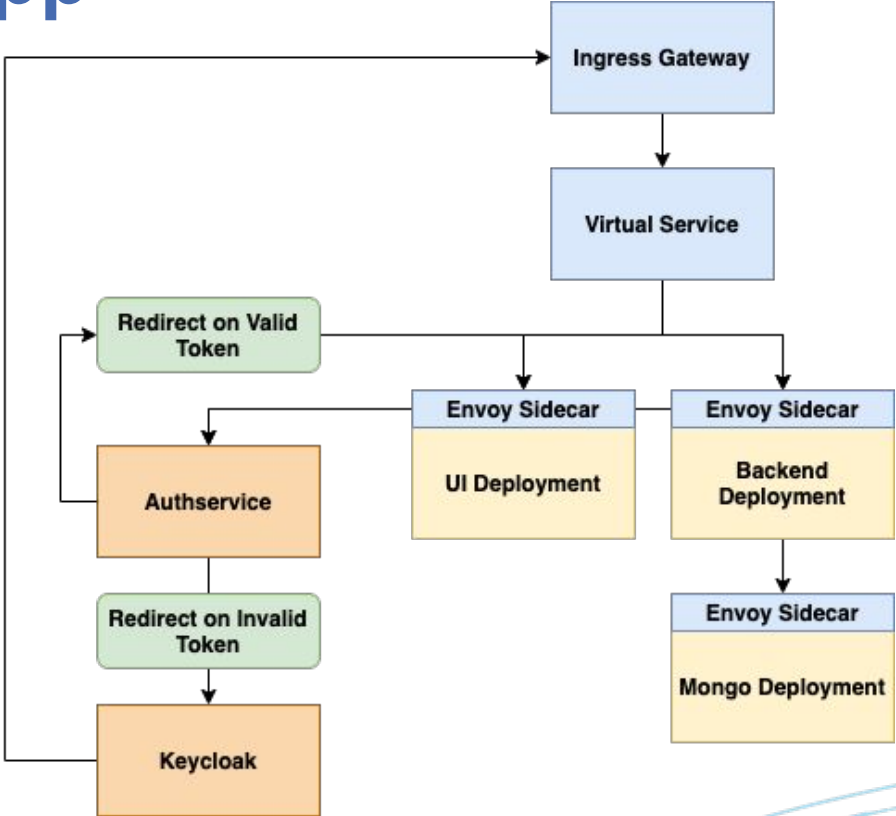 Ingress Gateway
Virtual Service
Redirect on Valid
Token
Envoy Sidecar
Envoy Sidecar
Authservice
UI Deployment
Backend
Deployment
Redirect on Invalid
Token
Envoy Sidecar
Mongo Deployment
Keycloak